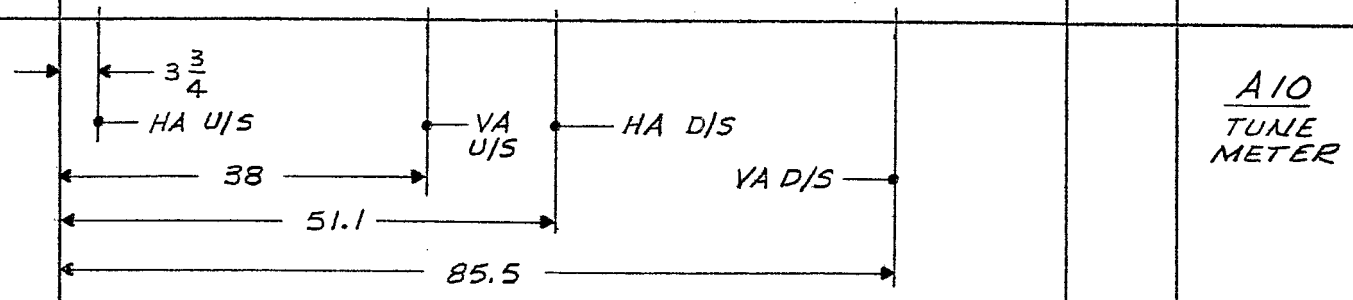 3 3/4
HA U/S
VA
U/S
HA D/S
VA D/S
38
51.1
85.5
A10
TUNE
METER